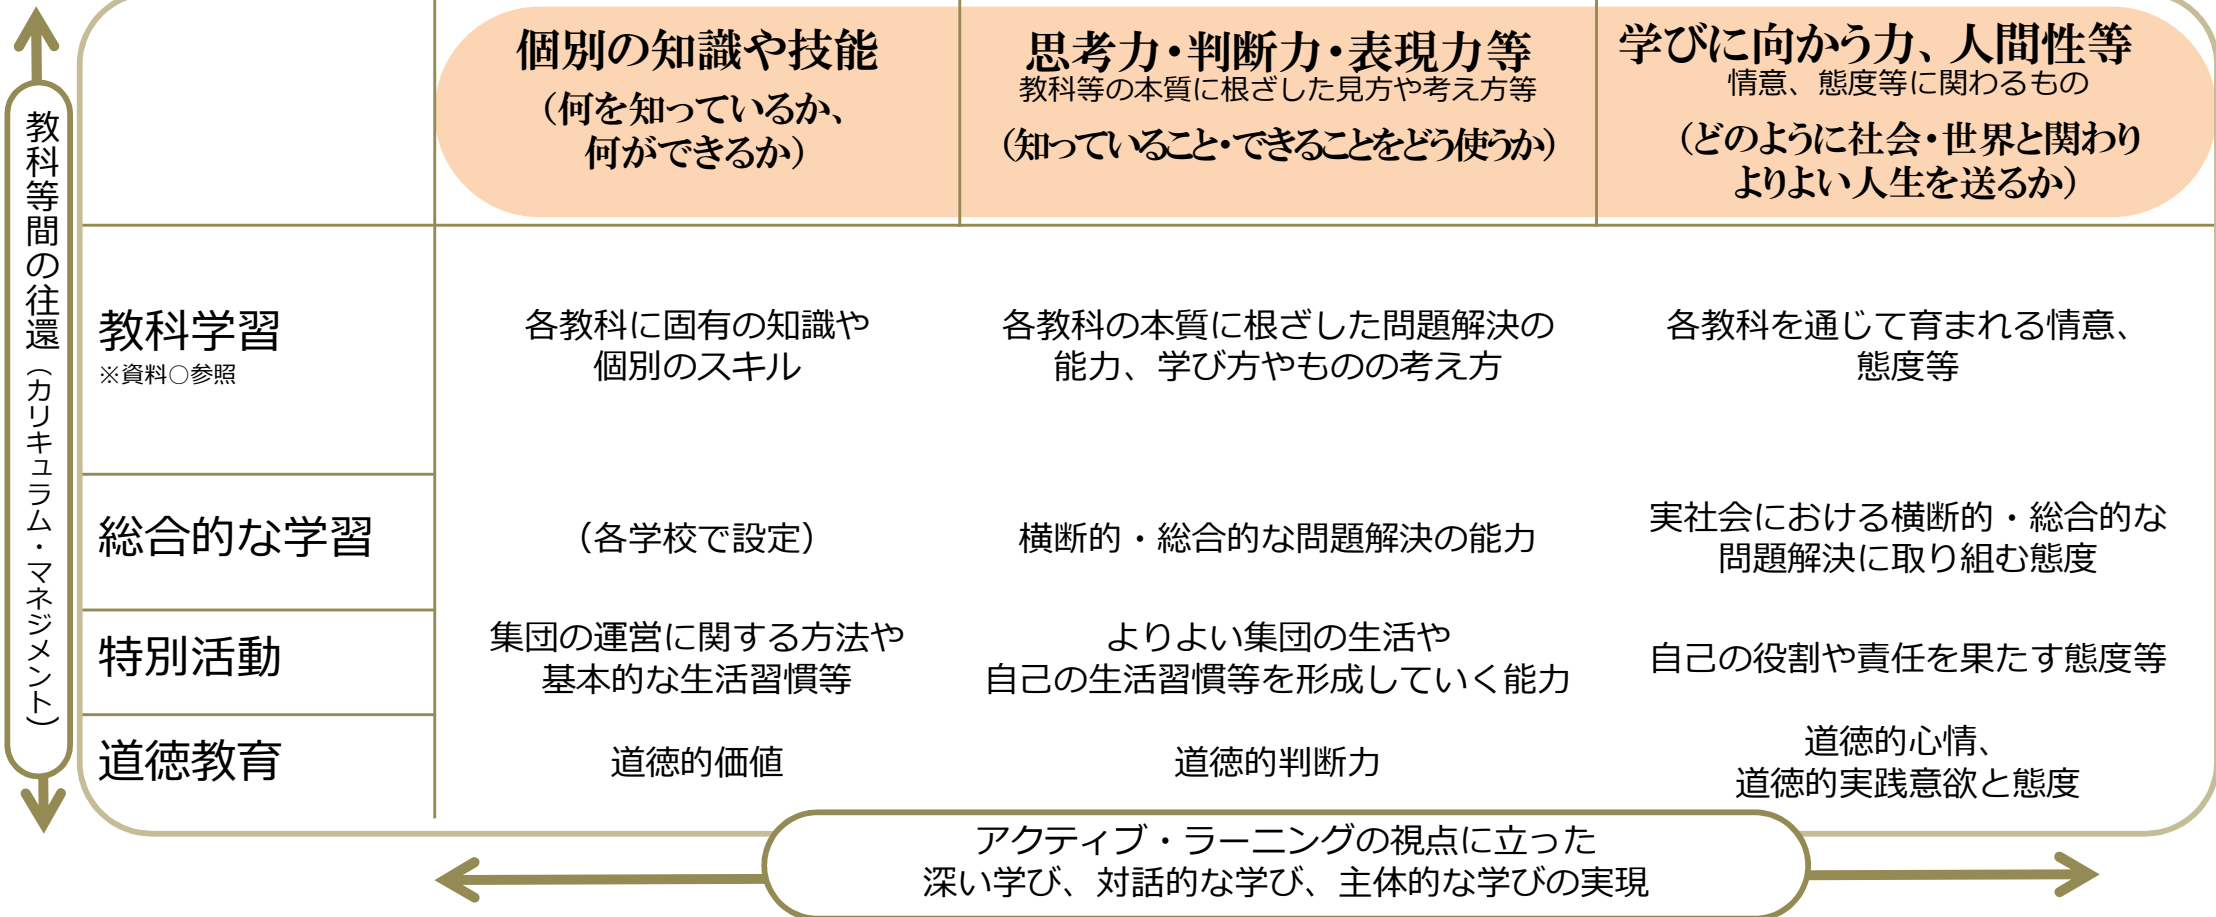 教科等間の往還(カリキュラム・マネジメント)
個別の知識や技能
(何を知っているか、
何ができるか)
思考力・判断力・表現力等
教科等の本質に根ざした見方や考え方等
(知っていること・できることをどう使うか)
学びに向かう力、人間性等
情意、態度等に関わるもの
(どのように社会・世界と関わり
よりよい人生を送るか)
教科学習
※資料○参照
各教科に固有の知識や
個別のスキル
各教科の本質に根ざした問題解決の
能力、学び方やものの考え方
各教科を通じて育まれる情意、
態度等
総合的な学習
(各学校で設定)
横断的・総合的な問題解決の能力
実社会における横断的・総合的な
問題解決に取り組む態度
特別活動
集団の運営に関する方法や
基本的な生活習慣等
よりよい集団の生活や
自己の生活習慣等を形成していく能力
自己の役割や責任を果たす態度等
道徳教育
道徳的価値
道徳的判断力
道徳的心情、
道徳的実践意欲と態度
アクティブ・ラーニングの視点に立った
深い学び、対話的な学び、主体的な学びの実現